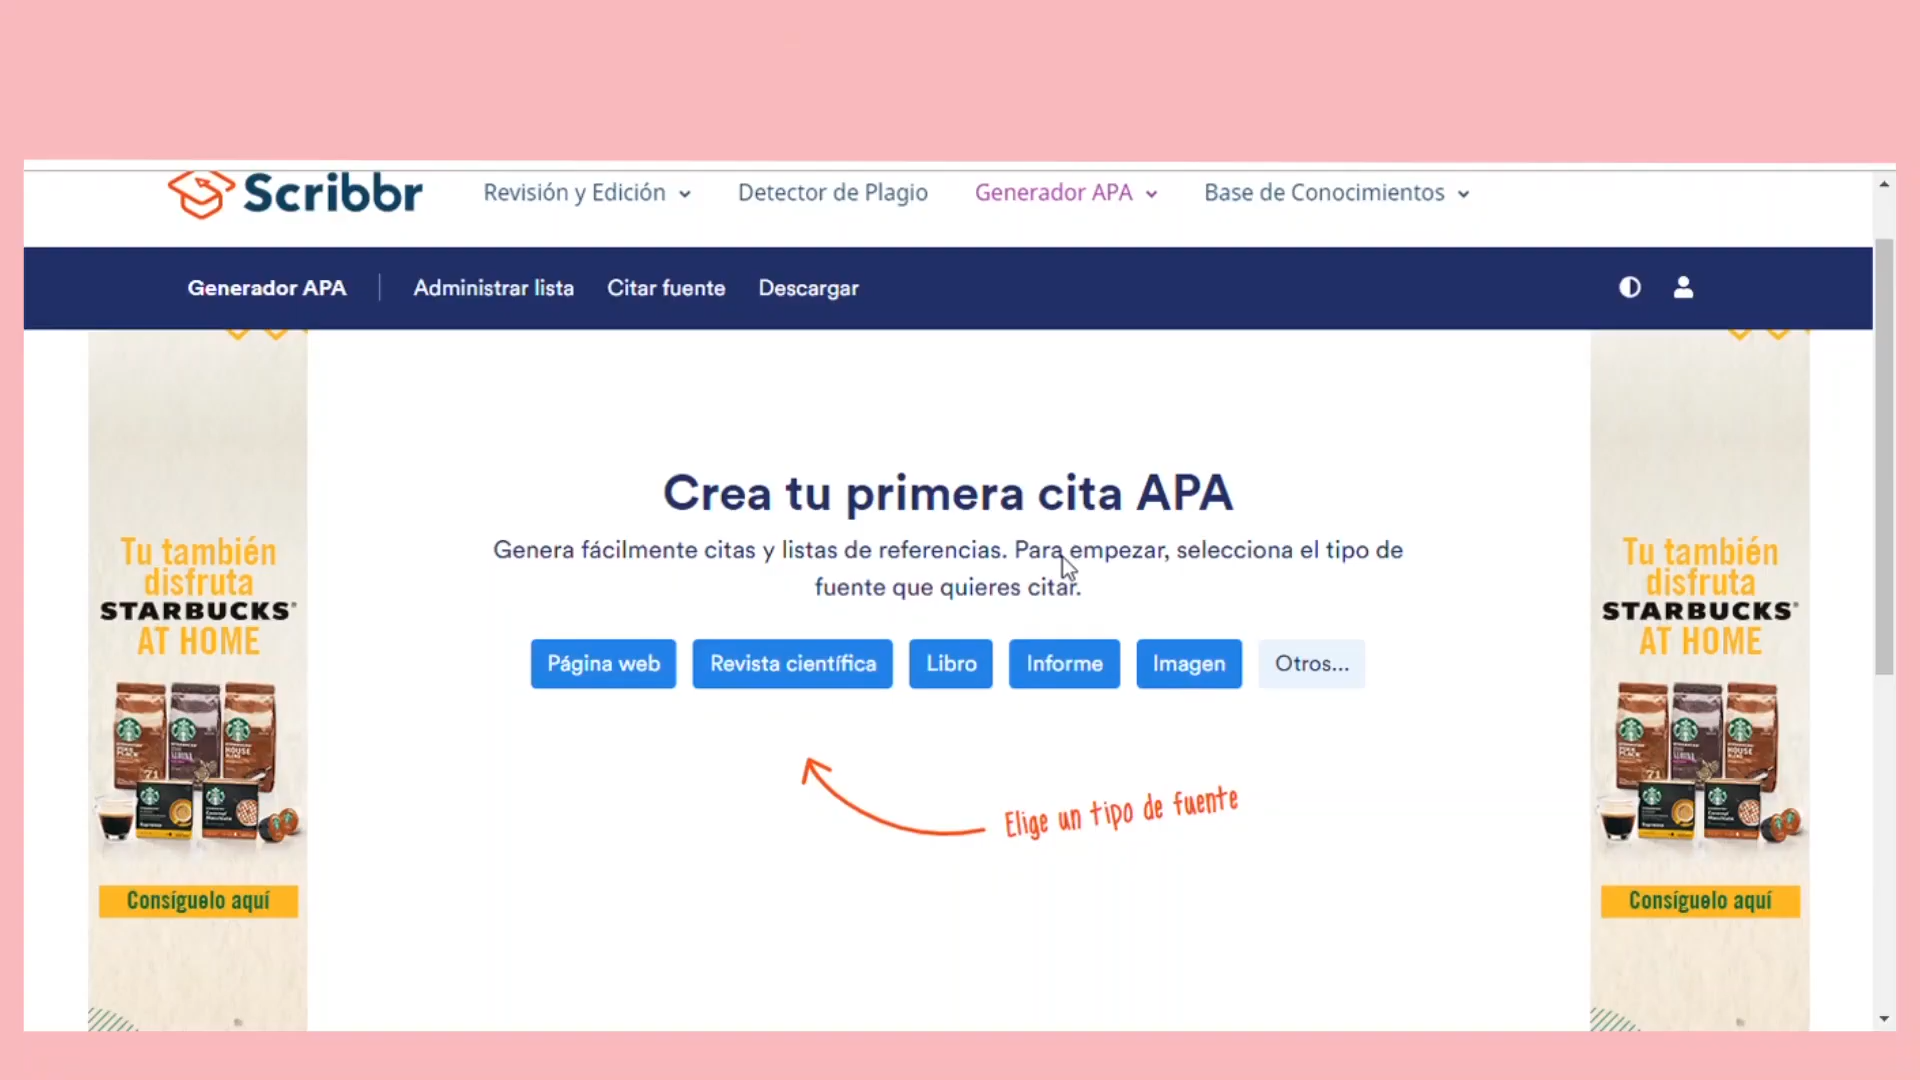 Scribbr
Revisión y Edición
Detector de Plagio
Generador APA
Base de Conocimientos
Generador APA
Administrar lista
Citar fuente
Descargar
Crea tu primera cita APA
Genera fácilmente citas y listas de referencias. Para empezar, selecciona el tipo de
fuente que quieres citar.
Página web
Revista científica
Libro
Informe
Imagen
Otros...
Elige un tipo de fuente
Tu también
disfruta
STARBUCKS®
AT HOME
Consíguelo aquí
Tu también
disfruta
STARBUCKS®
AT HOME
Consíguelo aquí